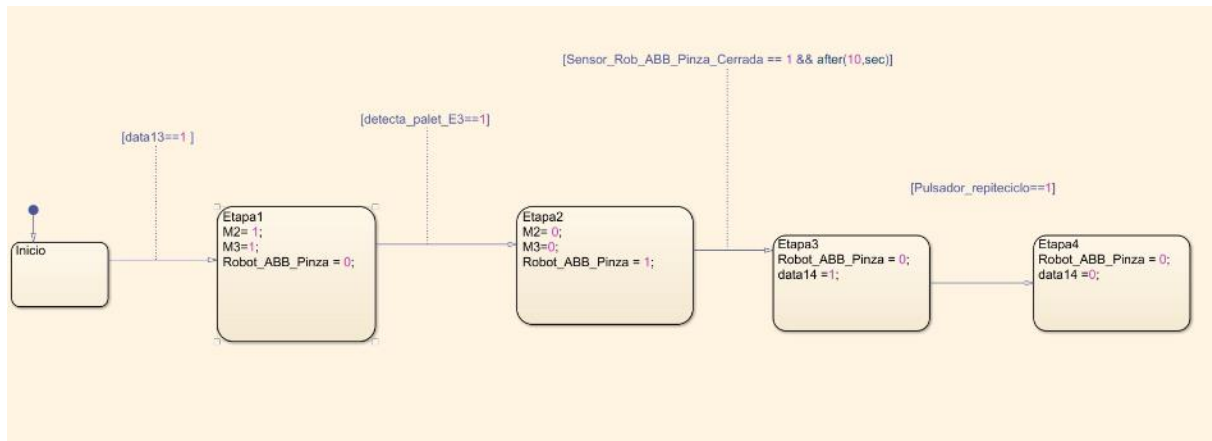 [Sensor_Rob_ABB_Pinza_Cerrada == 1 && after(10,sec)]
[detecta_palet_E3==1]
[data13==1 ]
[Pulsador_repiteciclo==1]
Inicio
Etapa1
M2= 1;
M3=1;
Robot_ABB_Pinza = 0;
Etapa2
M2= 0;
M3=0;
Robot_ABB_Pinza = 1;
Etapa3
Robot_ABB_Pinza = 0;
data14 =1;
Etapa4
Robot_ABB_Pinza = 0;
data14 =0;